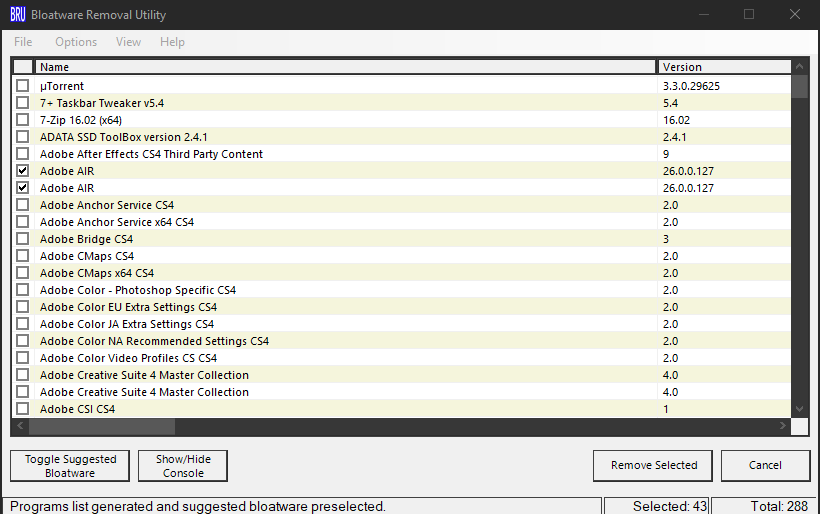 BRU Bloatware Removal Utility
File Options View Help
Name Version
µTorrent 3.3.0.29625
7+ Taskbar Tweaker v5.4 5.4
7-Zip 16.02 (x64) 16.02
ADATA SSD ToolBox version 2.4.1 2.4.1
Adobe After Effects CS4 Third Party Content 9
Adobe AIR 26.0.0.127
Adobe AIR 26.0.0.127
Adobe Anchor Service CS4 2.0
Adobe Anchor Service x64 CS4 2.0
Adobe Bridge CS4 3
Adobe CMaps CS4 2.0
Adobe CMaps x64 CS4 2.0
Adobe Color - Photoshop Specific CS4 2.0
Adobe Color EU Extra Settings CS4 2.0
Adobe Color JA Extra Settings CS4 2.0
Adobe Color NA Recommended Settings CS4 2.0
Adobe Color Video Profiles CS CS4 2.0
Adobe Creative Suite 4 Master Collection 4.0
Adobe Creative Suite 4 Master Collection 4.0
Adobe CSI CS4 1
Toggle Suggested
Bloatware
Show/Hide
Console
Remove Selected
Cancel
Programs list generated and suggested bloatware preselected. Selected: 43 Total: 288